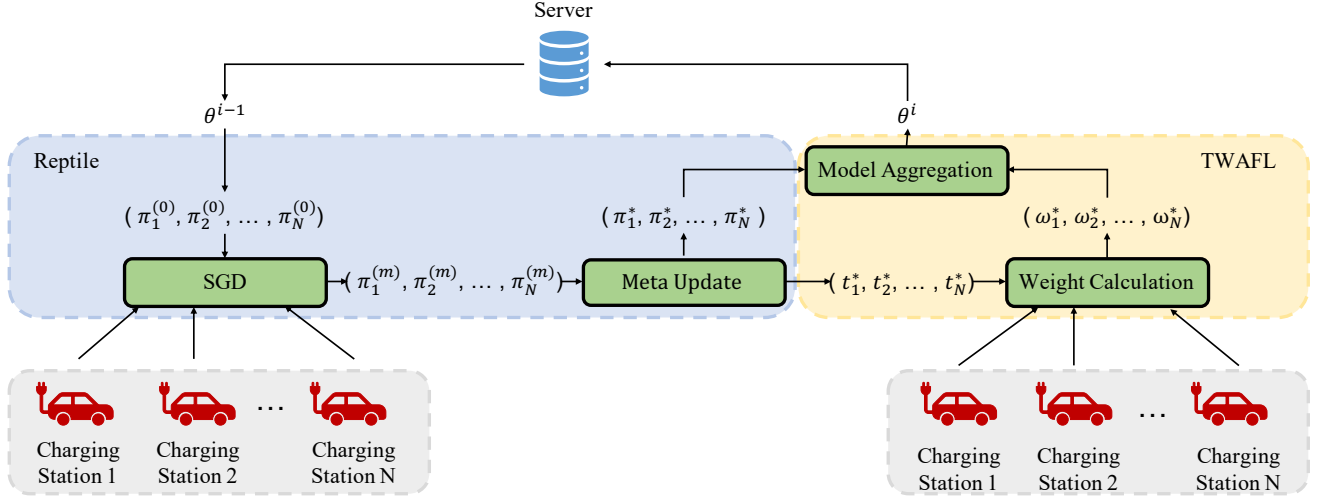 Server
θ^{i−1}
θ^{i}
Reptile
TWAFL
Model Aggregation
( π_1^{(0)}, π_2^{(0)}, … , π_N^{(0)})
( π_1^*, π_2^*, … , π_N^* )
(ω_1^*, ω_2^*, … , ω_N^*)
SGD
( π_1^{(m)}, π_2^{(m)}, … , π_N^{(m)})
Meta Update
( t_1^*, t_2^*, … , t_N^*)
Weight Calculation
…
Charging
Station 1
Charging
Station 2
Charging
Station N
…
Charging
Station 1
Charging
Station 2
Charging
Station N